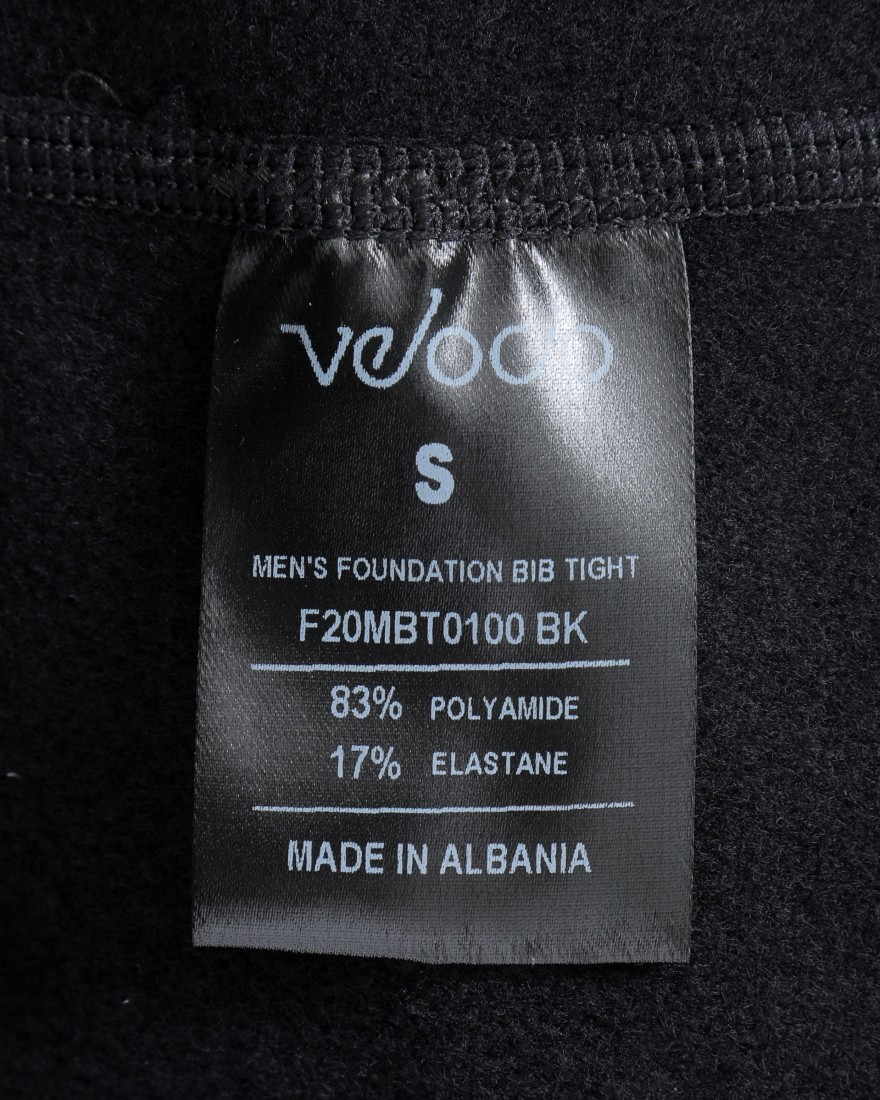 velocio
S
MEN'S FOUNDATION BIB TIGHT
F20MBT0100 BK
83% POLYAMIDE
17% ELASTANE
MADE IN ALBANIA